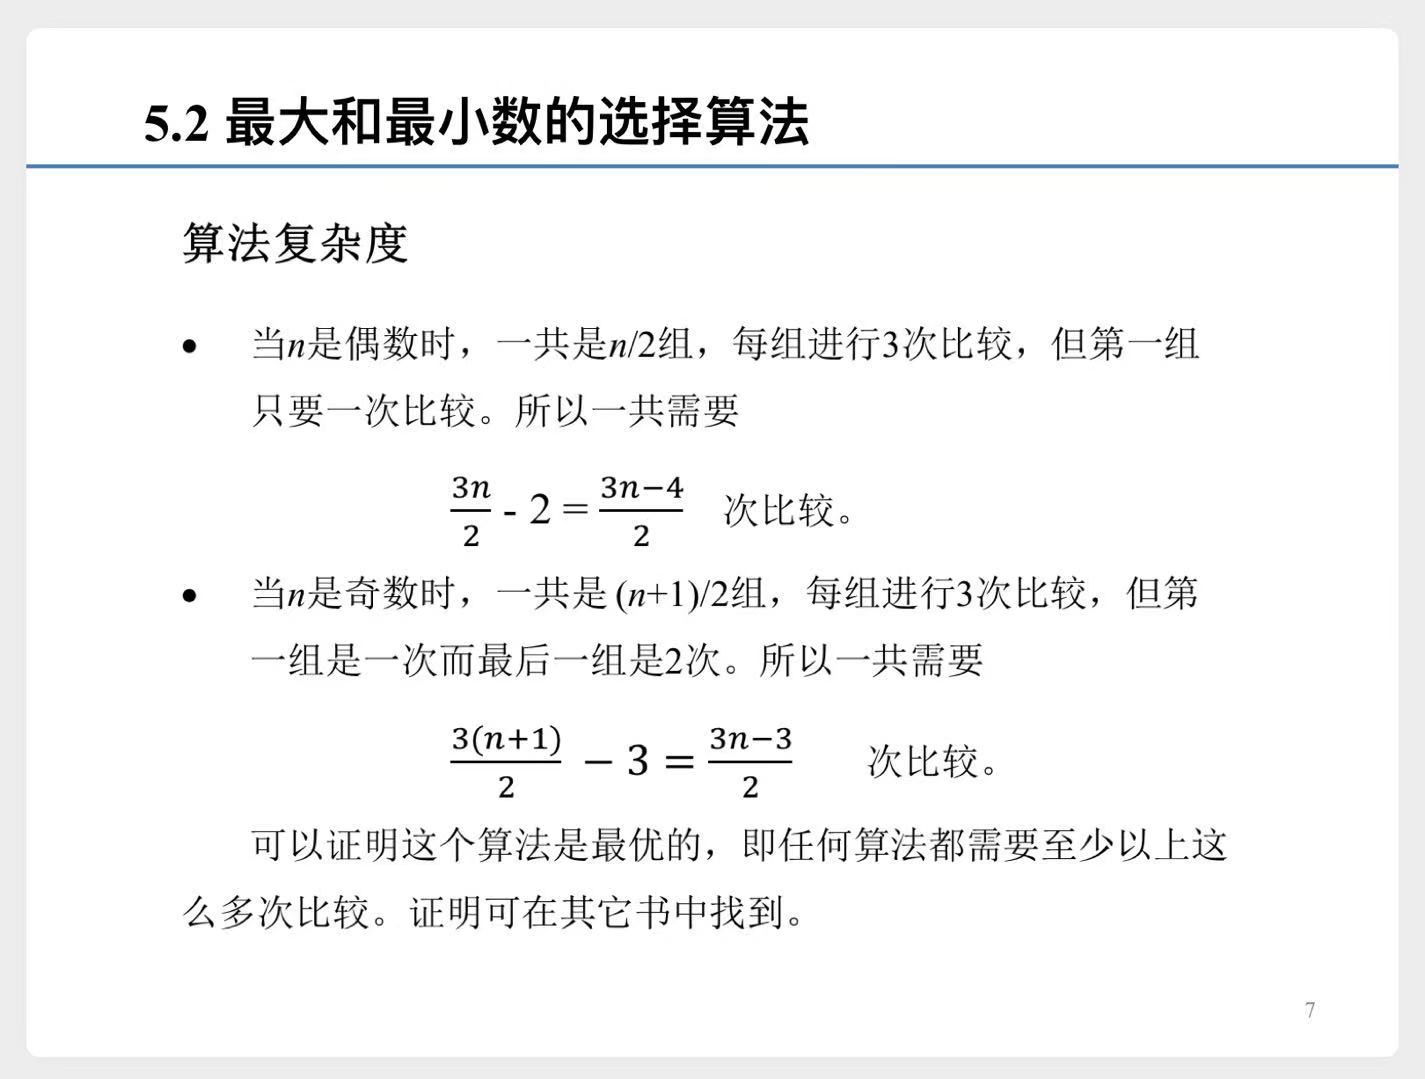 5.2 最大和最小数的选择算法
算法复杂度
• 当n是偶数时，一共是n/2组，每组进行3次比较，但第一组
只要一次比较。所以一共需要
3n/2 - 2 = (3n−4)/2 次比较。
• 当n是奇数时，一共是 (n+1)/2组，每组进行3次比较，但第
一组是一次而最后一组是2次。所以一共需要
3(n+1)/2 − 3 = (3n−3)/2 次比较。
可以证明这个算法是最优的，即任何算法都需要至少以上这
么多次比较。证明可在其它书中找到。
7